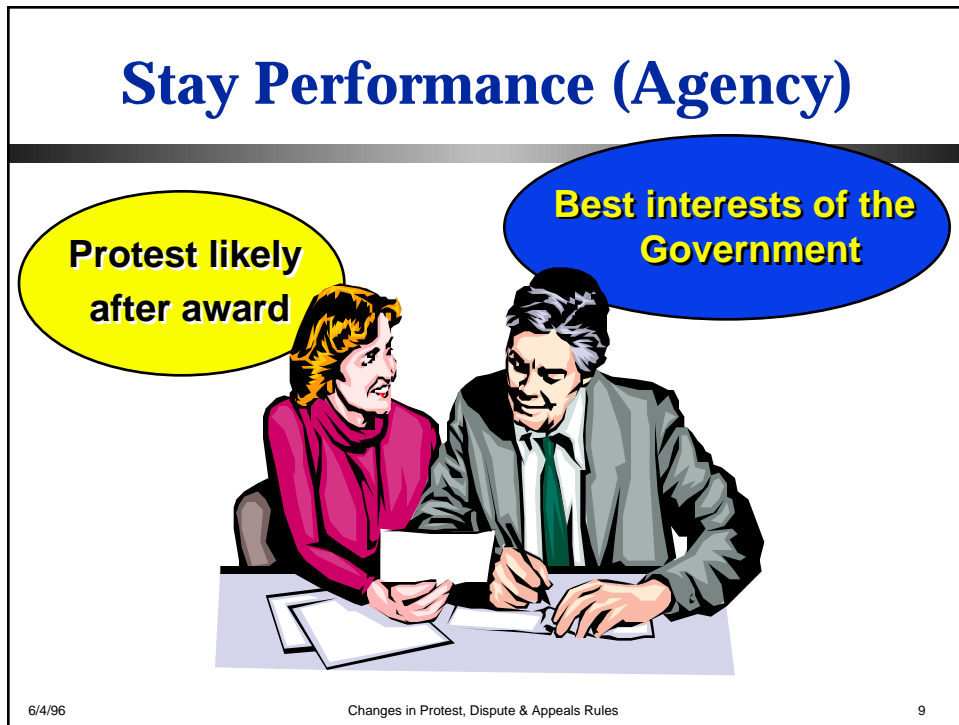 Stay Performance (Agency)
Protest likely
after award
Best interests of the
Government
6/4/96
Changes in Protest, Dispute & Appeals Rules
9